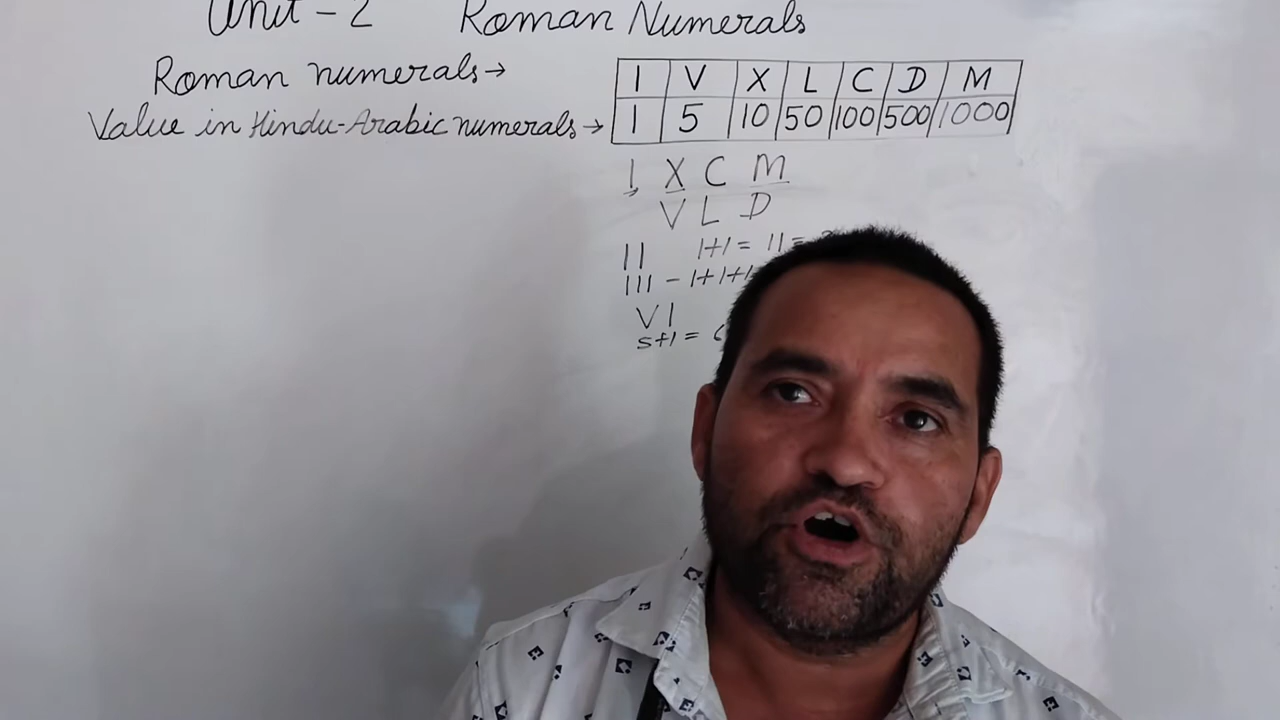 Unit - 2 Roman Numerals
Roman numerals → I V X L C D M
Value in Hindu-Arabic numerals → 1 5 10 50 100 500 1000
I X C M
V L D
II 1+1 = II =
III - 1+1+1
VI
5+1 =